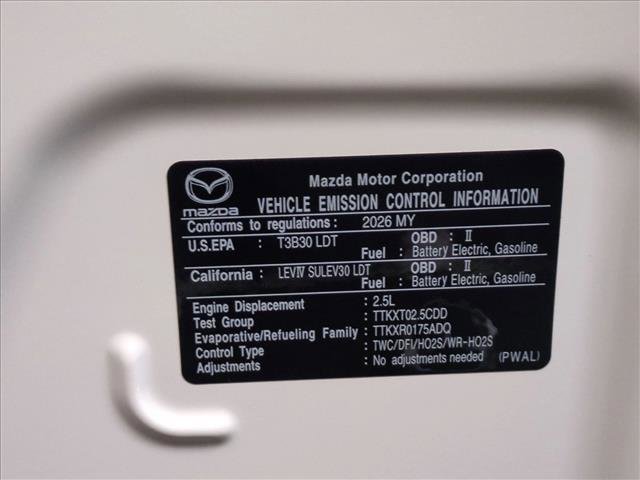 Mazda Motor Corporation
mazda VEHICLE EMISSION CONTROL INFORMATION
Conforms to regulations: 2026 MY
U.S.EPA : T3B30 LDT OBD : II
Fuel : Battery Electric, Gasoline
California : LEVIV SULEV30 LDT OBD : II
Fuel : Battery Electric, Gasoline
Engine Displacement : 2.5L
Test Group : TTKXT02.5CDD
Evaporative/Refueling Family : TTKXR0175ADQ
Control Type : TWC/DFI/HO2S/WR-HO2S
Adjustments : No adjustments needed (PWAL)